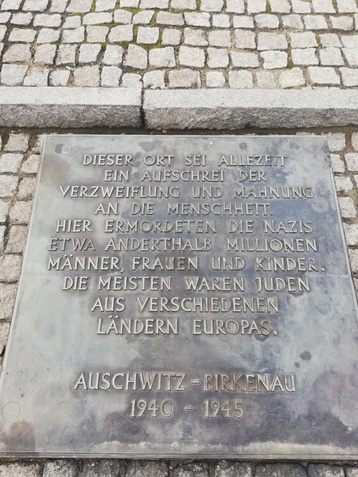 DIESER ORT SEI ALLEZEIT
EIN AUFSCHREI DER
VERZWEIFLUNG UND MAHNUNG
AN DIE MENSCHHEIT.
HIER ERMORDETEN DIE NAZIS
ETWA ANDERTHALB MILLIONEN
MÄNNER, FRAUEN UND KINDER.
DIE MEISTEN WAREN JUDEN
AUS VERSCHIEDENEN
LÄNDERN EUROPAS.
AUSCHWITZ - BIRKENAU
1940 - 1945